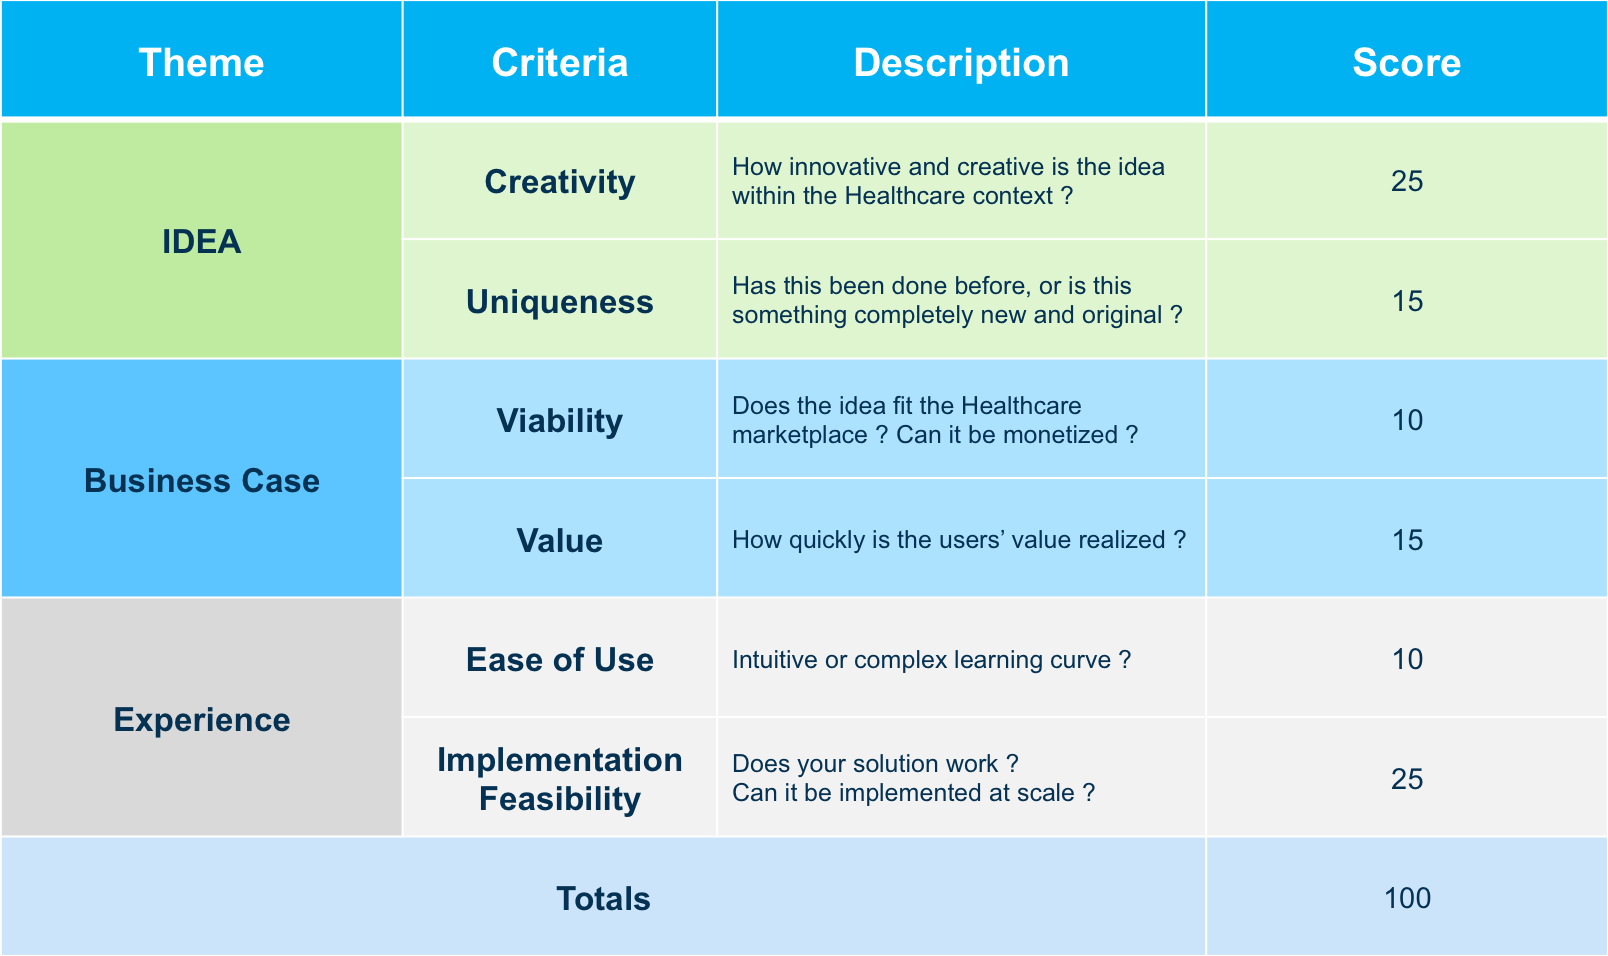 Theme Criteria Description Score
IDEA
Creativity
How innovative and creative is the idea
within the Healthcare context ?
25
Uniqueness
Has this been done before, or is this
something completely new and original ?
15
Business Case
Viability
Does the idea fit the Healthcare
marketplace ? Can it be monetized ?
10
Value
How quickly is the users’ value realized ?
15
Experience
Ease of Use
Intuitive or complex learning curve ?
10
Implementation
Feasibility
Does your solution work ?
Can it be implemented at scale ?
25
Totals
100